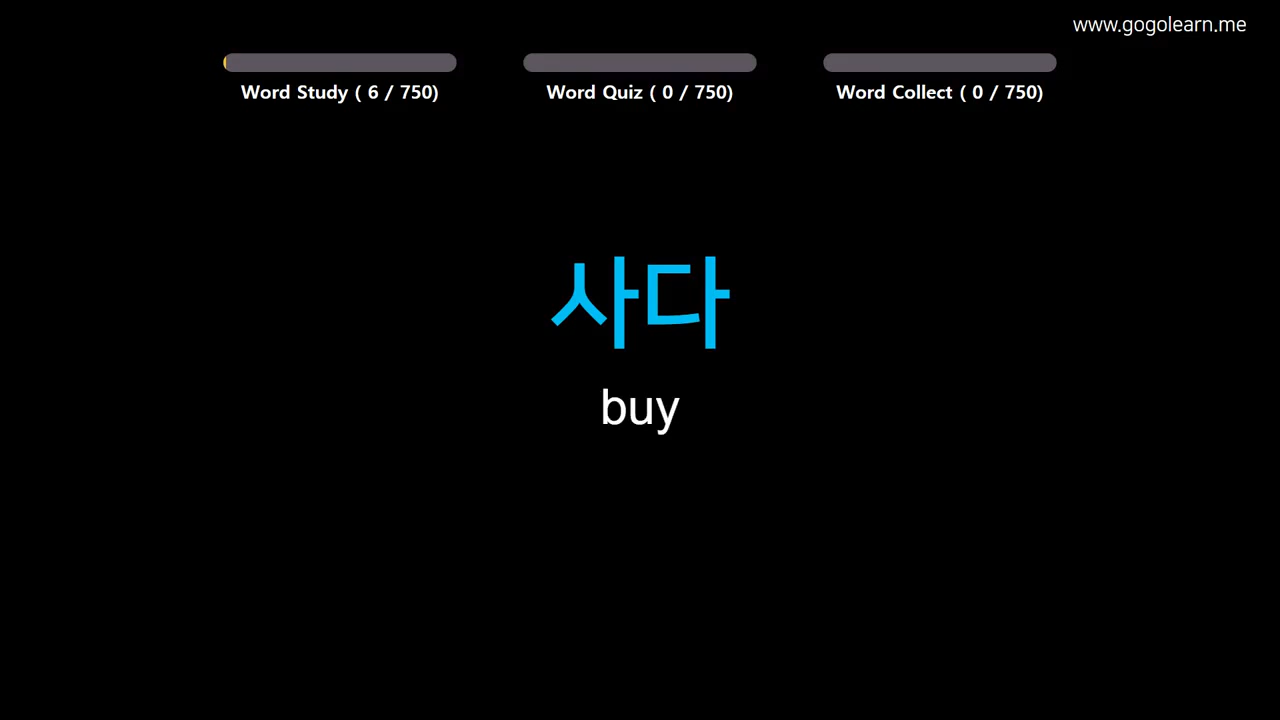 www.gogolearn.me
Word Study ( 6 / 750)
Word Quiz ( 0 / 750)
Word Collect ( 0 / 750)
사다
buy